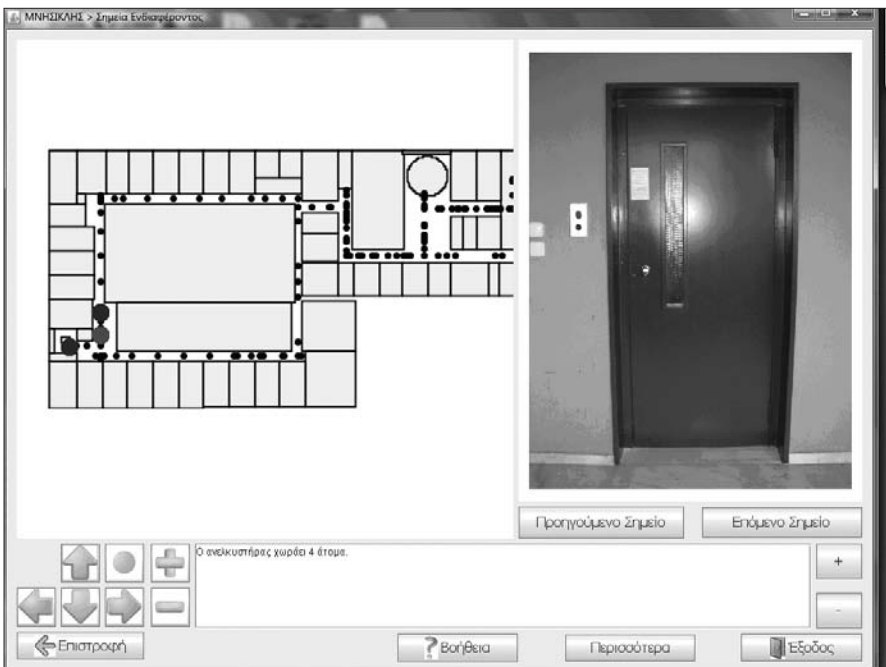 ΜΝΗΣΙΚΛΗΣ > Σημεία Ενδιαφέροντος
Προηγούμενο Σημείο
Επόμενο Σημείο
Ο ανελκυστήρας χωράει 4 άτομα.
+
-
Επιστροφή
Βοήθεια
Περισσότερα
Έξοδος